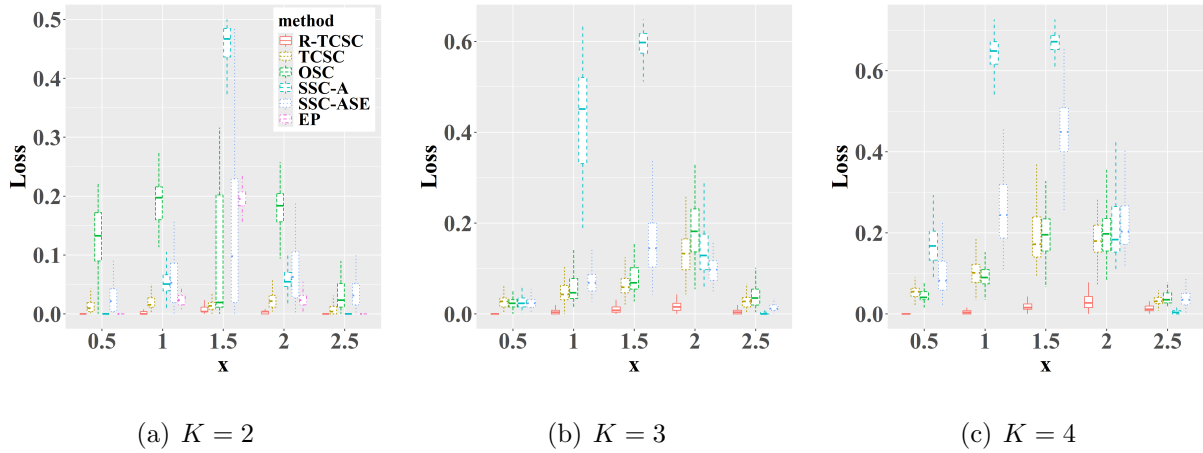 method
R-TCSC
TCSC
OSC
SSC-A
SSC-ASE
EP
Loss
0.5
0.4
0.3
0.2
0.1
0.0
0.5 1 1.5 2 2.5
x
(a) K = 2
Loss
0.6
0.4
0.2
0.0
0.5 1 1.5 2 2.5
x
(b) K = 3
Loss
0.6
0.4
0.2
0.0
0.5 1 1.5 2 2.5
x
(c) K = 4